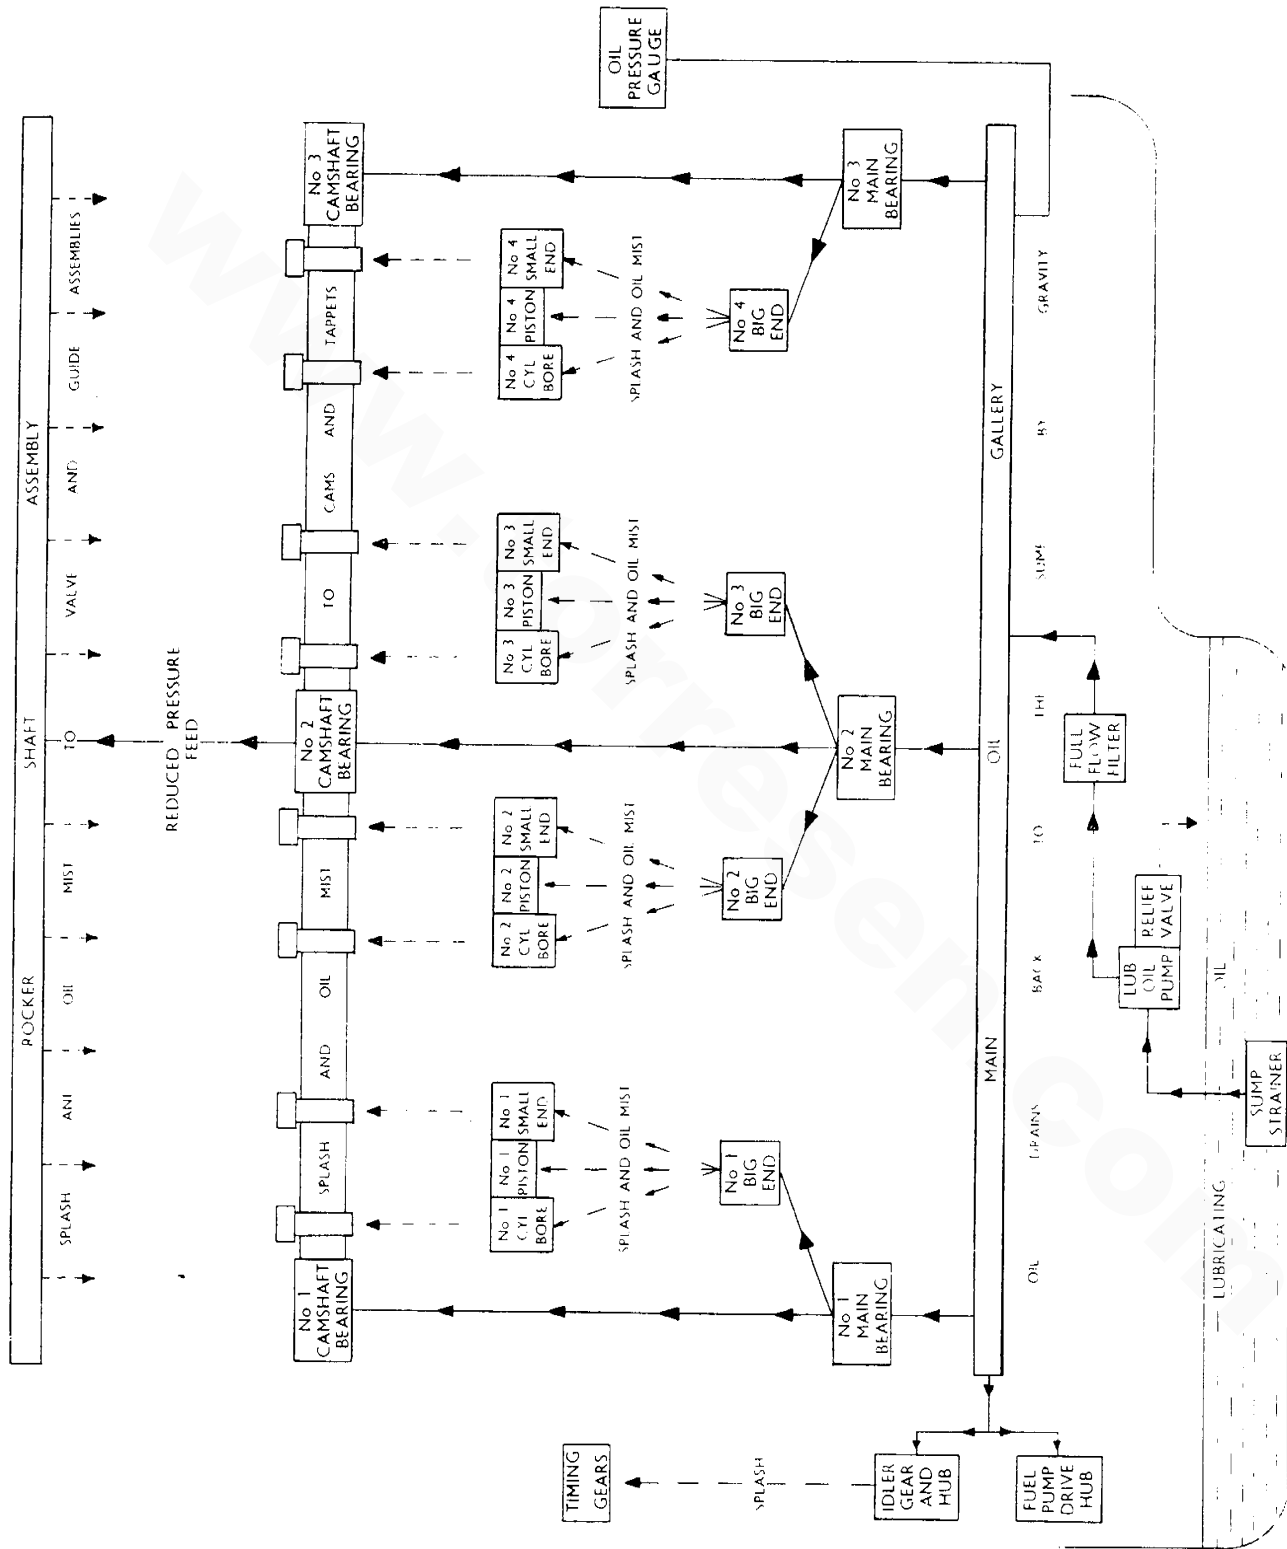 ROCKER SHAFT ASSEMBLY
SPLASH ANI OIL MIST TO VALVE AND GUIDE ASSEMBLIES
REDUCED PRESSURE
FEED
No 1
CAMSHAFT
BEARING
SPLASH AND OIL MIST
No 2
CAMSHAFT
BEARING
TO CAMS AND TAPPETS
No 3
CAMSHAFT
BEARING
No 1
CYL
BORE
No 1
PISTON
No 1
SMALL
END
No 2
CYL
BORE
No 2
PISTON
No 2
SMALL
END
No 3
CYL
BORE
No 3
PISTON
No 3
SMALL
END
No 4
CYL
BORE
No 4
PISTON
No 4
SMALL
END
OIL
PRESSURE
GAUGE
TIMING
GEARS
SPLASH AND OIL MIST
SPLASH AND OIL MIST
SPLASH AND OIL MIST
SPLASH AND OIL MIST
No 1
BIG
END
No 2
BIG
END
No 3
BIG
END
No 4
BIG
END
SPLASH
No 1
MAIN
BEARING
No 2
MAIN
BEARING
No 3
MAIN
BEARING
IDLER
GEAR
AND
HUB
MAIN OIL GALLERY
FUEL
PUMP
DRIVE
HUB
OIL DRAINS BACK TO THE SUMP BY GRAVITY
FULL
FLOW
FILTER
LUB
OIL
PUMP
RELIEF
VALVE
LUBRICATING OIL
SUMP
STRAINER
www.torresen.com